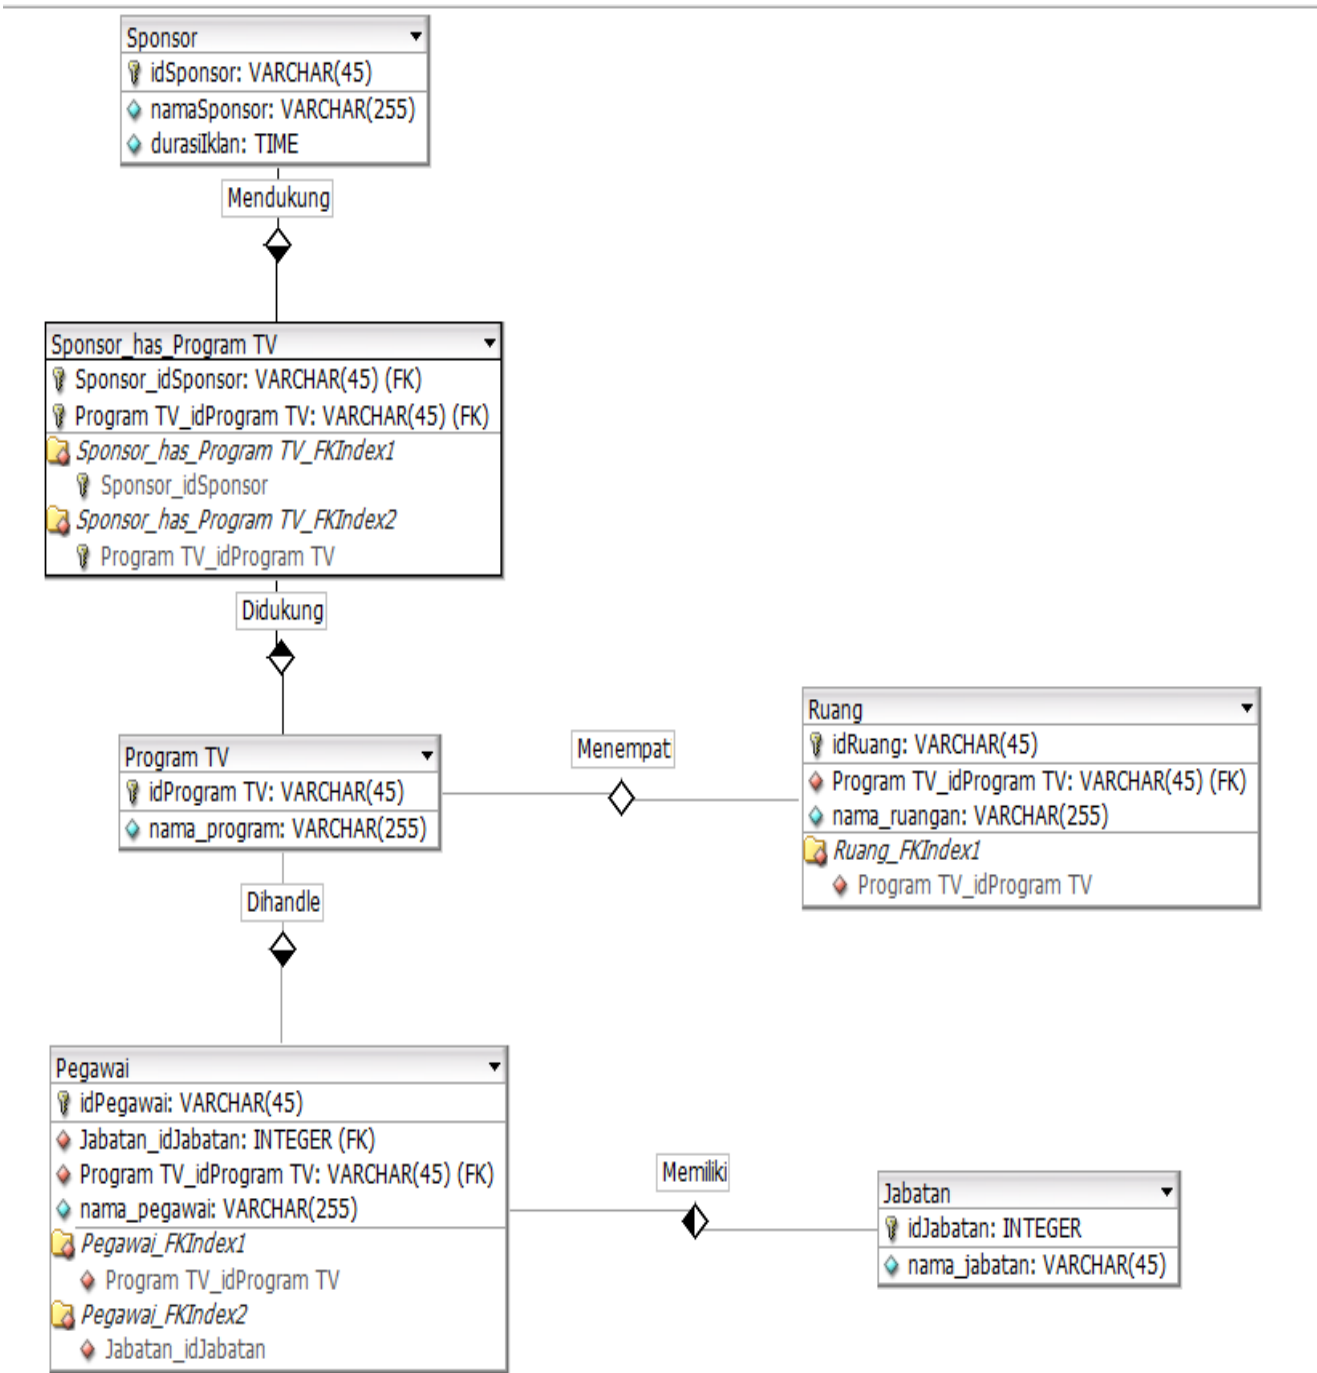 Sponsor
idSponsor: VARCHAR(45)
namaSponsor: VARCHAR(255)
durasiIklan: TIME
Mendukung
Sponsor_has_Program TV
Sponsor_idSponsor: VARCHAR(45) (FK)
Program TV_idProgram TV: VARCHAR(45) (FK)
Sponsor_has_Program TV_FKIndex1
Sponsor_idSponsor
Sponsor_has_Program TV_FKIndex2
Program TV_idProgram TV
Didukung
Program TV
idProgram TV: VARCHAR(45)
nama_program: VARCHAR(255)
Menempat
Ruang
idRuang: VARCHAR(45)
Program TV_idProgram TV: VARCHAR(45) (FK)
nama_ruangan: VARCHAR(255)
Ruang_FKIndex1
Program TV_idProgram TV
Dihandle
Pegawai
idPegawai: VARCHAR(45)
Jabatan_idJabatan: INTEGER (FK)
Program TV_idProgram TV: VARCHAR(45) (FK)
nama_pegawai: VARCHAR(255)
Pegawai_FKIndex1
Program TV_idProgram TV
Pegawai_FKIndex2
Jabatan_idJabatan
Memiliki
Jabatan
idJabatan: INTEGER
nama_jabatan: VARCHAR(45)